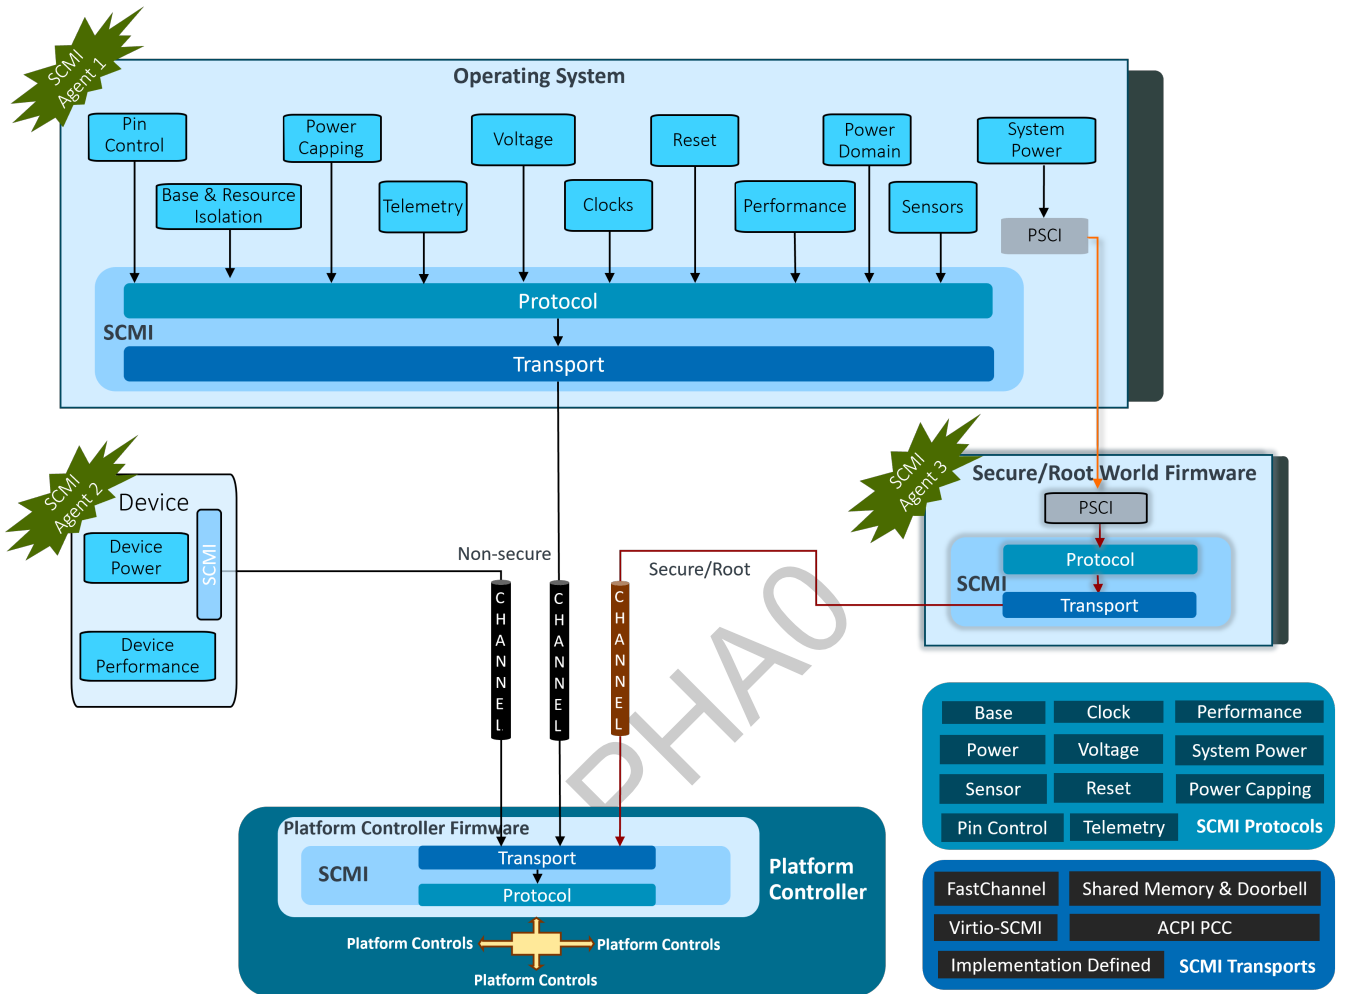 SCMI
Agent 1
Operating System
Pin
Control
Power
Capping
Voltage
Reset
Power
Domain
System
Power
Base & Resource
Isolation
Telemetry
Clocks
Performance
Sensors
PSCI
Protocol
SCMI
Transport
SCMI
Agent 2
Device
SCMI
Device
Power
Device
Performance
SCMI
Agent 3
Secure/Root World Firmware
PSCI
Protocol
SCMI
Transport
Non-secure
Secure/Root
CHANNEL
CHANNEL
CHANNEL
PHA0
Platform Controller Firmware
Transport
SCMI
Protocol
Platform
Controller
Platform Controls
Platform Controls
Platform Controls
Base
Clock
Performance
Power
Voltage
System Power
Sensor
Reset
Power Capping
Pin Control
Telemetry
SCMI Protocols
FastChannel
Shared Memory & Doorbell
Virtio-SCMI
ACPI PCC
Implementation Defined
SCMI Transports